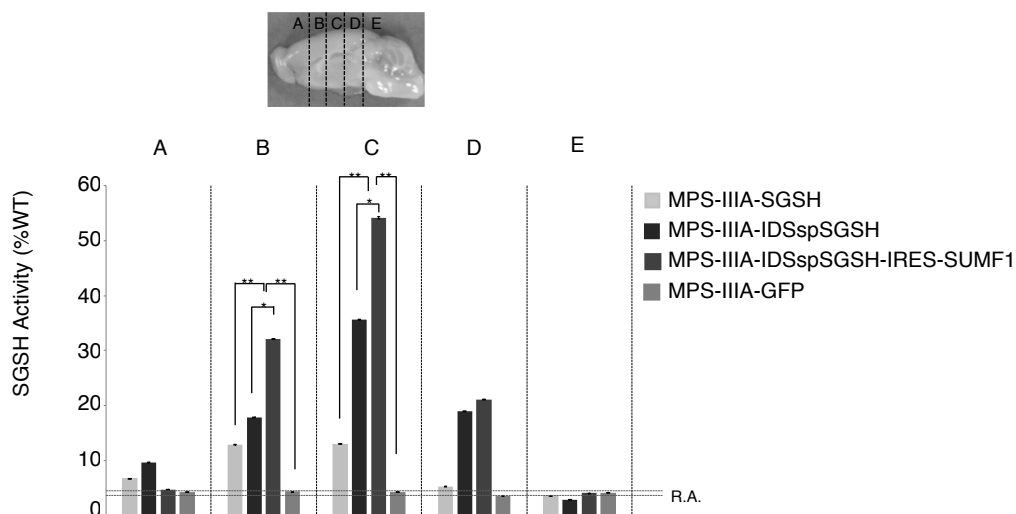 A B C D E
A B C D E
SGSH Activity (%WT)
60
50
40
30
20
10
0
** **
*
** **
*
R.A.
MPS-IIIA-SGSH
MPS-IIIA-IDSspSGSH
MPS-IIIA-IDSspSGSH-IRES-SUMF1
MPS-IIIA-GFP